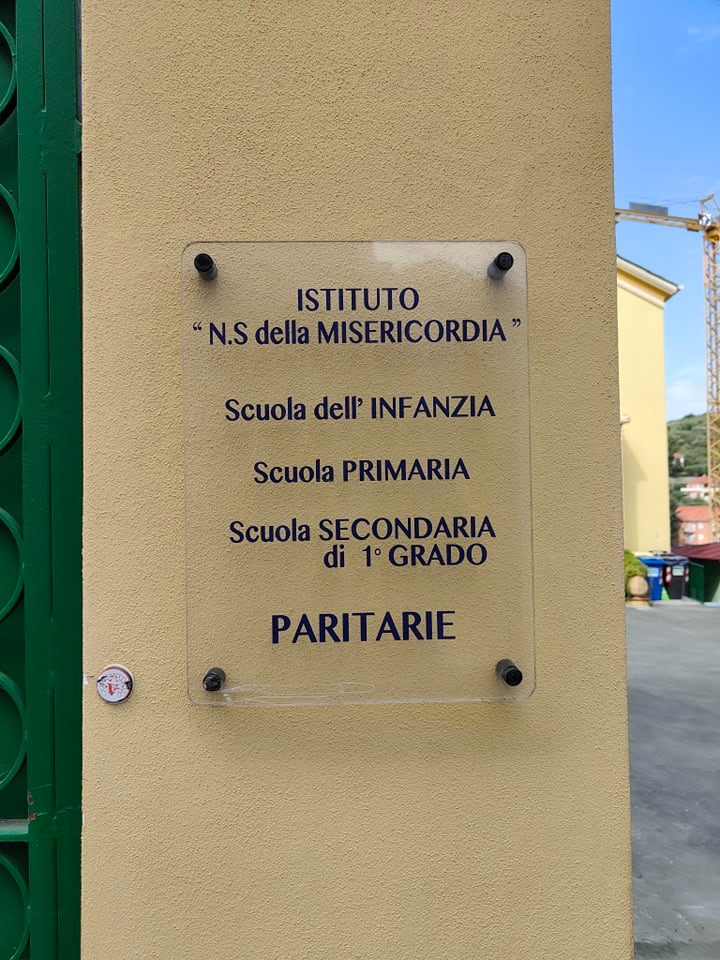 ISTITUTO
“ N.S della MISERICORDIA ”
Scuola dell’ INFANZIA
Scuola PRIMARIA
Scuola SECONDARIA
di 1° GRADO
PARITARIE